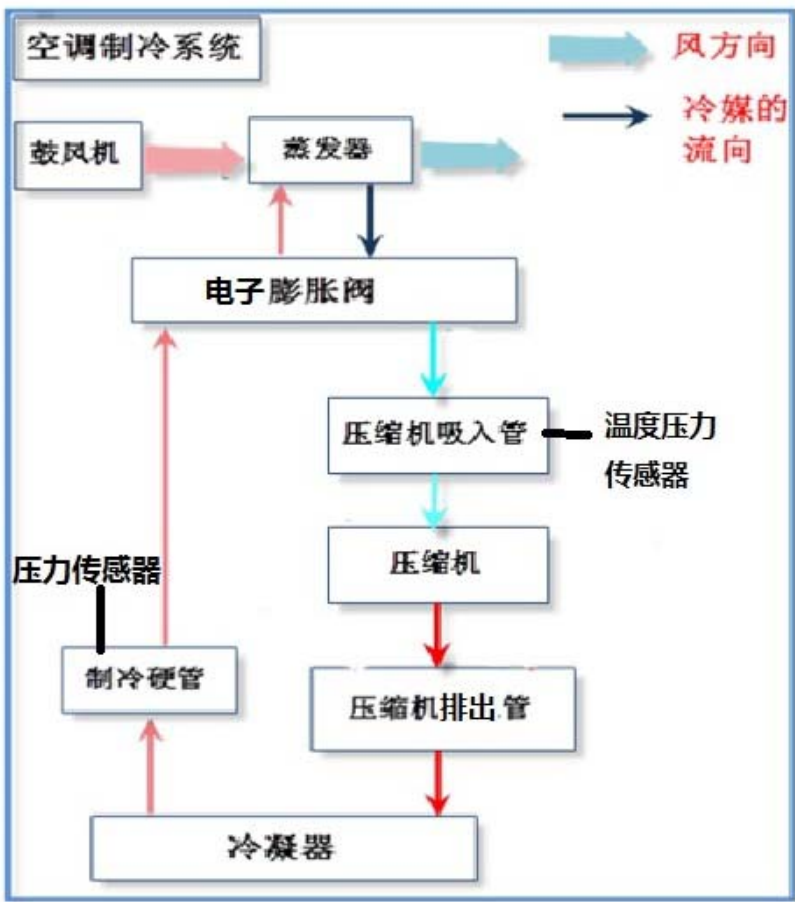 空调制冷系统
风方向
冷媒的
流向
鼓风机
蒸发器
电子膨胀阀
压缩机吸入管
温度压力
传感器
压缩机
压力传感器
制冷硬管
压缩机排出管
冷凝器